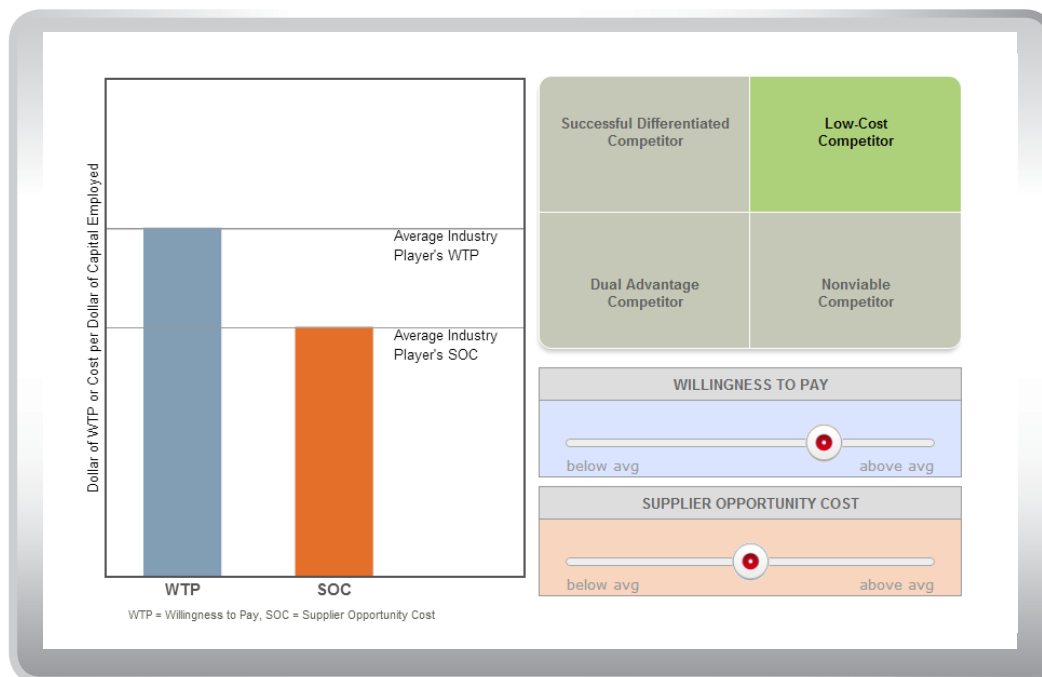 Dollar of WTP or Cost per Dollar of Capital Employed
Average Industry
Player's WTP
Average Industry
Player's SOC
WTP
SOC
WTP = Willingness to Pay, SOC = Supplier Opportunity Cost
Successful Differentiated
Competitor
Low-Cost
Competitor
Dual Advantage
Competitor
Nonviable
Competitor
WILLINGNESS TO PAY
below avg
above avg
SUPPLIER OPPORTUNITY COST
below avg
above avg